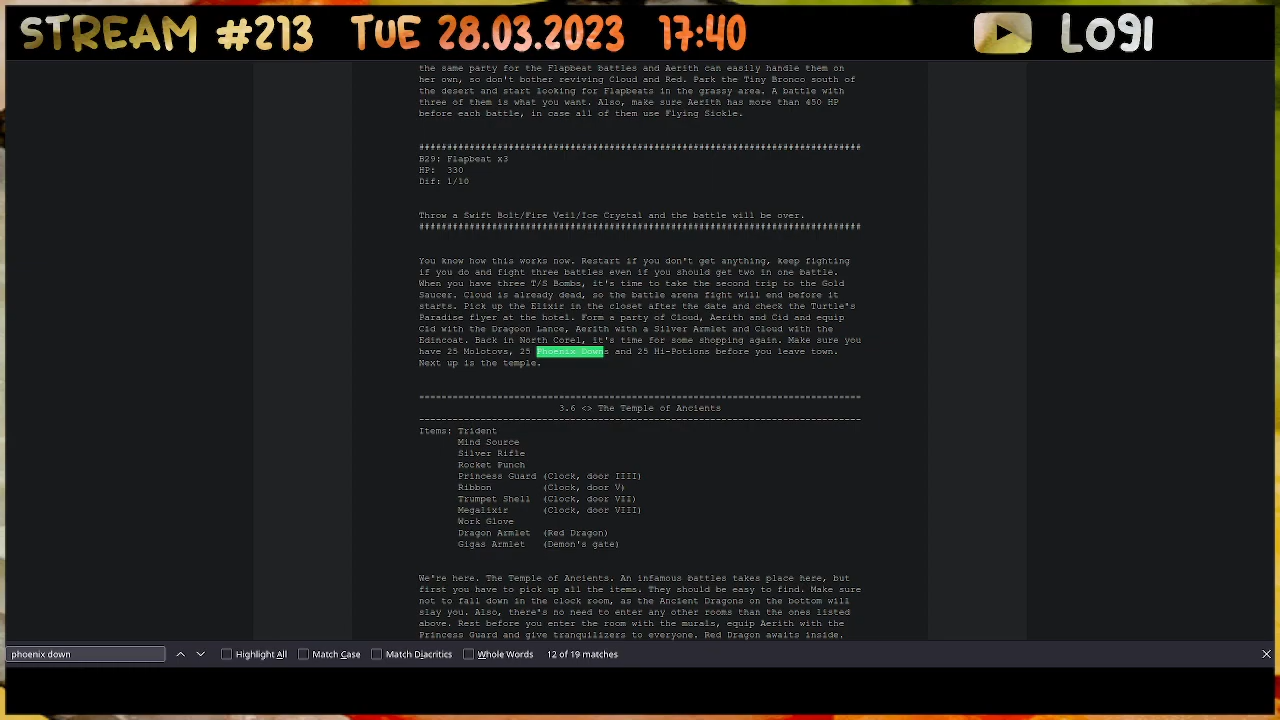 STREAM #213 TUE 28.03.2023 17:40 LOGI
the same party for the Flapbeat battles and Aerith can easily handle them on
her own, so don't bother reviving Cloud and Red. Park the Tiny Bronco south of
the desert and start looking for Flapbeats in the grassy area. A battle with
three of them is what you want. Also, make sure Aerith has more than 450 HP
before each battle, in case all of them use Flying Sickle.
###############################################################################
B29: Flapbeat x3
HP: 330
Dif: 1/10
Throw a Swift Bolt/Fire Veil/Ice Crystal and the battle will be over.
###############################################################################
You know how this works now. Restart if you don't get anything, keep fighting
if you do and fight three battles even if you should get two in one battle.
When you have three T/S Bombs, it's time to take the second trip to the Gold
Saucer. Cloud is already dead, so the battle arena fight will end before it
starts. Pick up the Elixir in the closet after the date and check the Turtle's
Paradise flyer at the hotel. Form a party of Cloud, Aerith and Cid and equip
Cid with the Dragoon Lance, Aerith with a Silver Armlet and Cloud with the
Edincoat. Back in North Corel, it's time for some shopping again. Make sure you
have 25 Molotovs, 25 Phoenix Downs and 25 Hi-Potions before you leave town.
Next up is the temple.
===============================================================================
3.6 <> The Temple of Ancients
-------------------------------------------------------------------------------
Items: Trident
Mind Source
Silver Rifle
Rocket Punch
Princess Guard (Clock, door IIII)
Ribbon (Clock, door V)
Trumpet Shell (Clock, door VII)
Megalixir (Clock, door VIII)
Work Glove
Dragon Armlet (Red Dragon)
Gigas Armlet (Demon's gate)
We're here. The Temple of Ancients. An infamous battles takes place here, but
first you have to pick up all the items. They should be easy to find. Make sure
not to fall down in the clock room, as the Ancient Dragons on the bottom will
slay you. Also, there's no need to enter any other rooms than the ones listed
above. Rest before you enter the room with the murals, equip Aerith with the
Princess Guard and give tranquilizers to everyone. Red Dragon awaits inside.
phoenix down Highlight All Match Case Match Diacritics Whole Words 12 of 19 matches